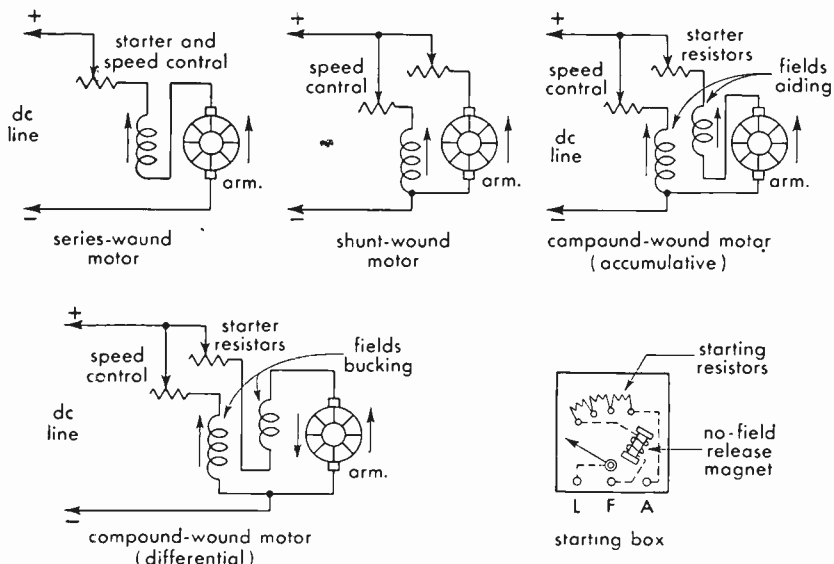 +
starter and
speed control
dc
line
arm.
−
series-wound
motor
+
speed
control
arm.
−
shunt-wound
motor
+
starter
resistors
speed
control
fields
aiding
dc
line
arm.
−
compound-wound motor
(accumulative)
+
starter
resistors
speed
control
fields
bucking
dc
line
arm.
−
compound-wound motor
(differential)
starting
resistors
no-field
release
magnet
L F A
starting box